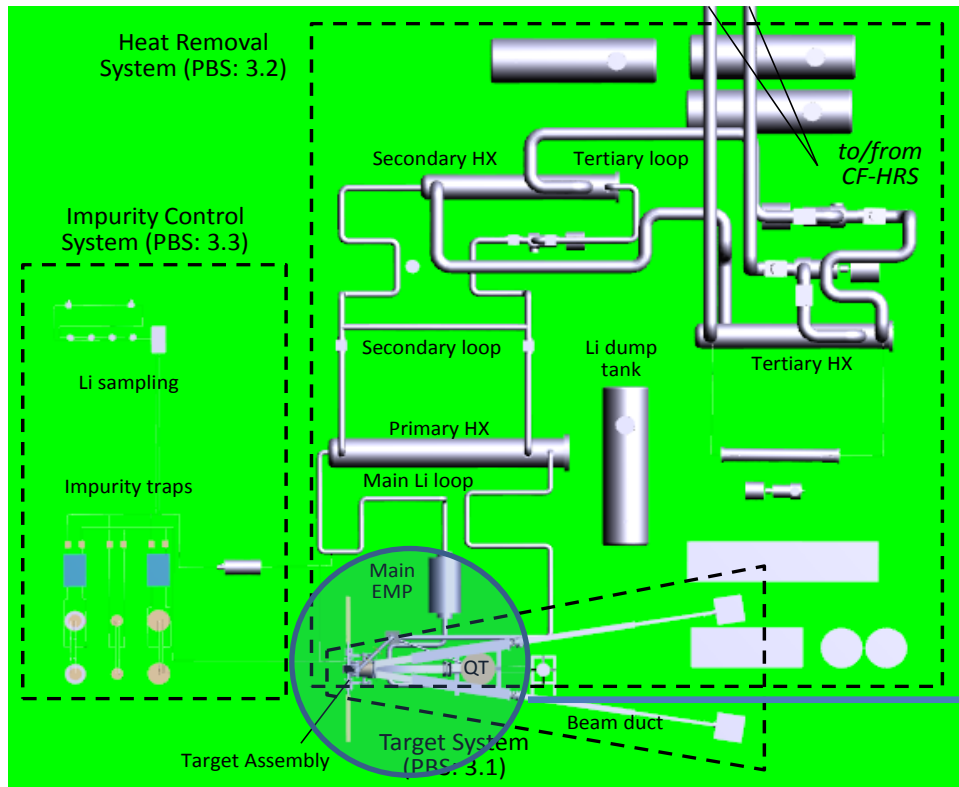 Heat Removal
System (PBS: 3.2)
to/from
CF-HRS
Secondary HX
Tertiary loop
Impurity Control
System (PBS: 3.3)
Secondary loop
Li dump
tank
Tertiary HX
Li sampling
Primary HX
Main Li loop
Impurity traps
Main
EMP
QT
Beam duct
Target Assembly
Target System
(PBS: 3.1)